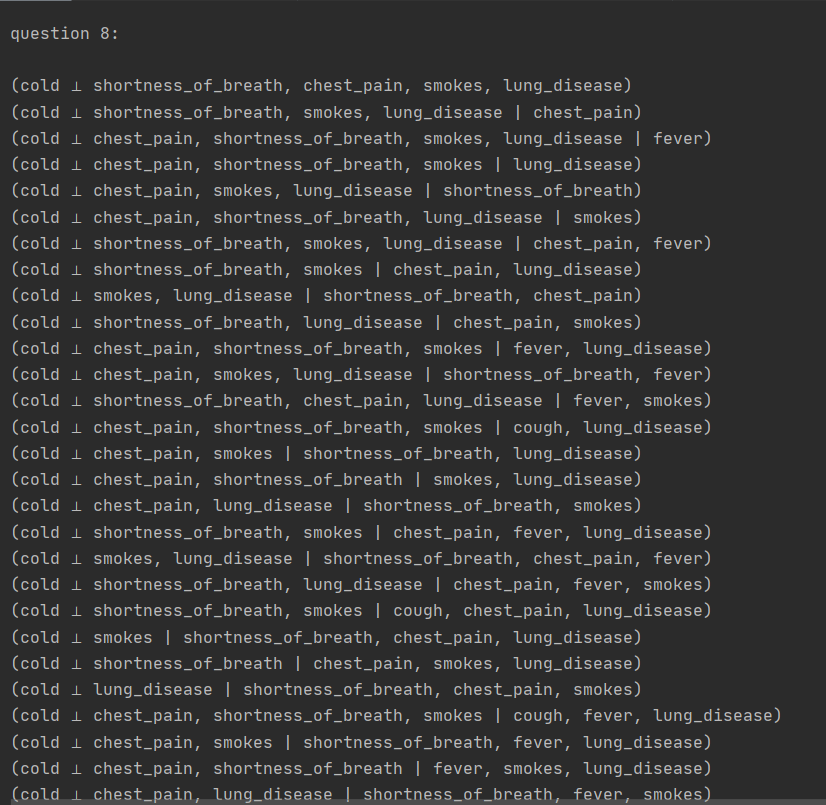 question 8:
(cold ⊥ shortness_of_breath, chest_pain, smokes, lung_disease)
(cold ⊥ shortness_of_breath, smokes, lung_disease | chest_pain)
(cold ⊥ chest_pain, shortness_of_breath, smokes, lung_disease | fever)
(cold ⊥ chest_pain, shortness_of_breath, smokes | lung_disease)
(cold ⊥ chest_pain, smokes, lung_disease | shortness_of_breath)
(cold ⊥ chest_pain, shortness_of_breath, lung_disease | smokes)
(cold ⊥ shortness_of_breath, smokes, lung_disease | chest_pain, fever)
(cold ⊥ shortness_of_breath, smokes | chest_pain, lung_disease)
(cold ⊥ smokes, lung_disease | shortness_of_breath, chest_pain)
(cold ⊥ shortness_of_breath, lung_disease | chest_pain, smokes)
(cold ⊥ chest_pain, shortness_of_breath, smokes | fever, lung_disease)
(cold ⊥ chest_pain, smokes, lung_disease | shortness_of_breath, fever)
(cold ⊥ shortness_of_breath, chest_pain, lung_disease | fever, smokes)
(cold ⊥ chest_pain, shortness_of_breath, smokes | cough, lung_disease)
(cold ⊥ chest_pain, smokes | shortness_of_breath, lung_disease)
(cold ⊥ chest_pain, shortness_of_breath | smokes, lung_disease)
(cold ⊥ chest_pain, lung_disease | shortness_of_breath, smokes)
(cold ⊥ shortness_of_breath, smokes | chest_pain, fever, lung_disease)
(cold ⊥ smokes, lung_disease | shortness_of_breath, chest_pain, fever)
(cold ⊥ shortness_of_breath, lung_disease | chest_pain, fever, smokes)
(cold ⊥ shortness_of_breath, smokes | cough, chest_pain, lung_disease)
(cold ⊥ smokes | shortness_of_breath, chest_pain, lung_disease)
(cold ⊥ shortness_of_breath | chest_pain, smokes, lung_disease)
(cold ⊥ lung_disease | shortness_of_breath, chest_pain, smokes)
(cold ⊥ chest_pain, shortness_of_breath, smokes | cough, fever, lung_disease)
(cold ⊥ chest_pain, smokes | shortness_of_breath, fever, lung_disease)
(cold ⊥ chest_pain, shortness_of_breath | fever, smokes, lung_disease)
(cold ⊥ chest_pain, lung_disease | shortness_of_breath, fever, smokes)